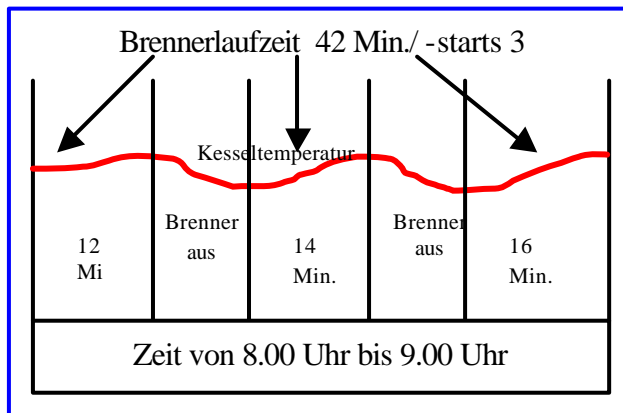 Brennerlaufzeit 42 Min./ -starts 3
Kesseltemperatur
12
Mi
Brenner
aus
14
Min.
Brenner
aus
16
Min.
Zeit von 8.00 Uhr bis 9.00 Uhr